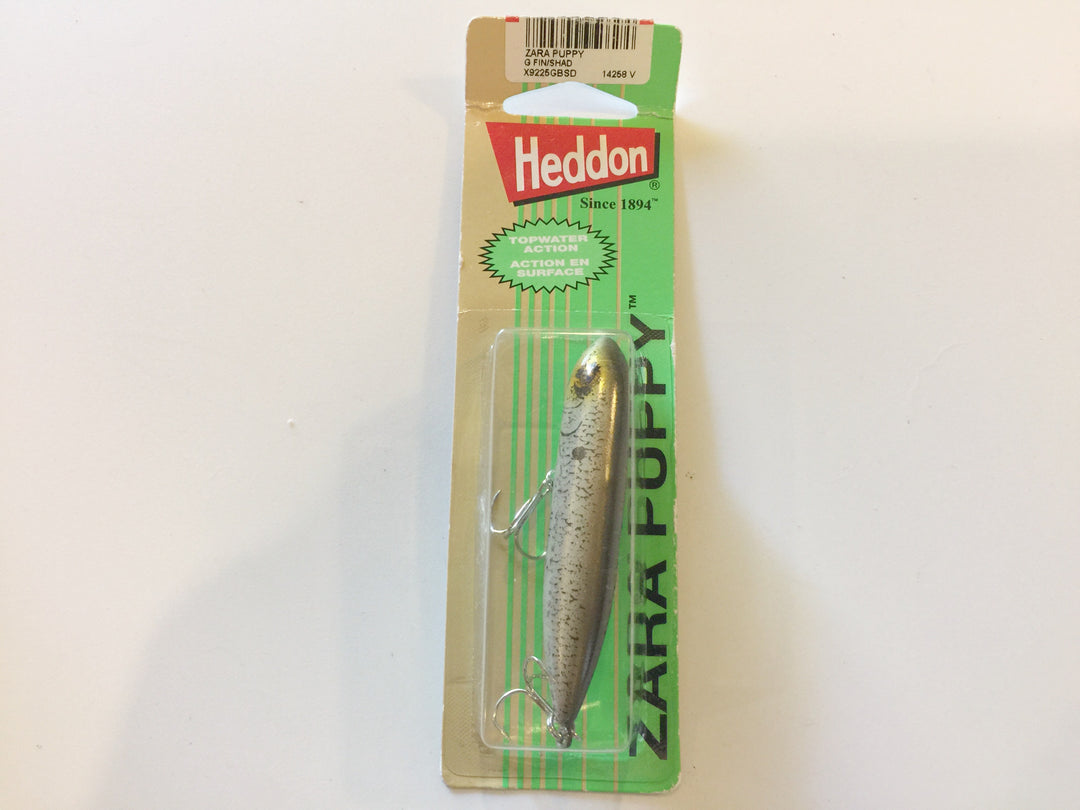 ZARA PUPPY
G FIN/SHAD
X9225GBSD 14258 V
Heddon®
Since 1894™
TOPWATER
ACTION
ACTION EN
SURFACE
ZARA PUPPY™